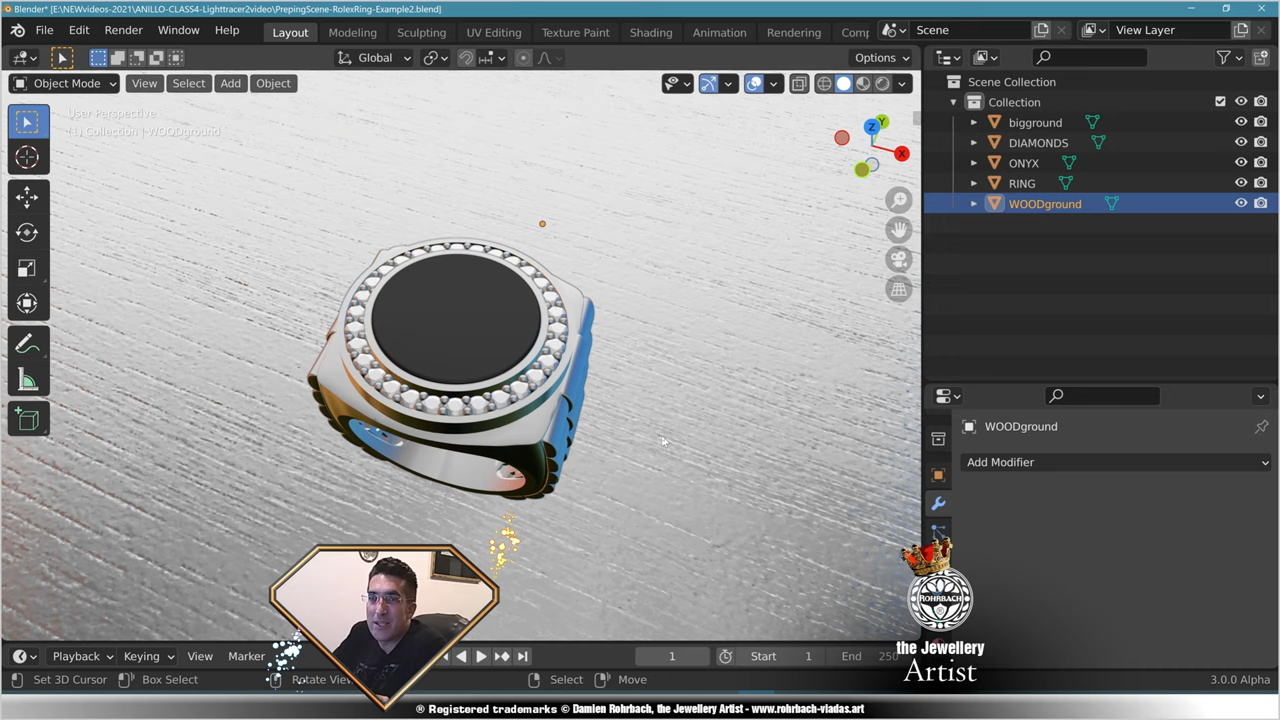 Blender* [E:\NEWvideos-2021\ANILLO-CLASS4-Lighttracer2video\PrepingScene-RolexRing-Example2.blend]
File Edit Render Window Help Layout Modeling Sculpting UV Editing Texture Paint Shading Animation Rendering Comp Scene View Layer
Global Options
Object Mode View Select Add Object
User Perspective
(1) Collection | WOODground
Z Y X
Scene Collection
Collection
bigground
DIAMONDS
ONYX
RING
WOODground
WOODground
Add Modifier
ROHRBACH
the Jewellery
Artist
Playback Keying View Marker 1 Start 1 End 250
Set 3D Cursor Box Select Rotate View Select Move 3.0.0 Alpha
® Registered trademarks © Damien Rohrbach, the Jewellery Artist - www.rohrbach-viadas.art